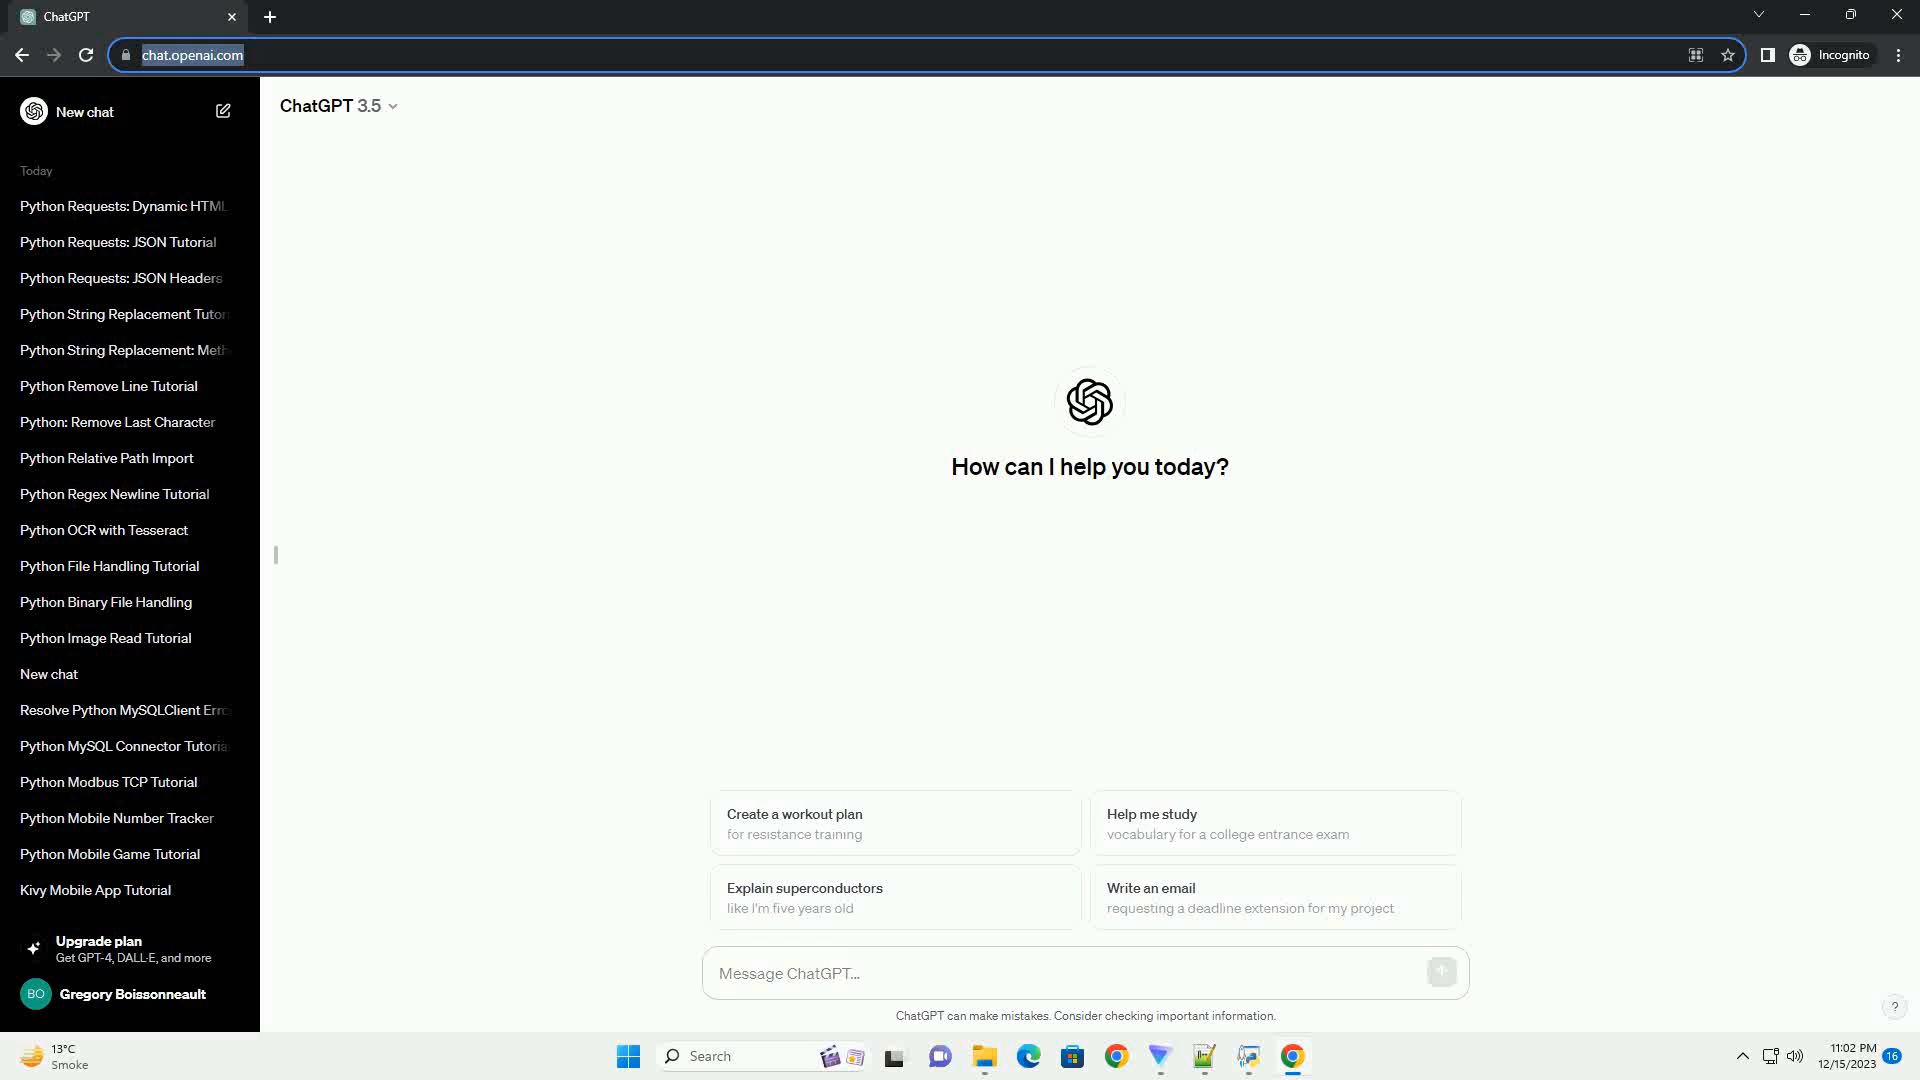 ChatGPT
chat.openai.com
Incognito
New chat
ChatGPT 3.5
Today
Python Requests: Dynamic HTML
Python Requests: JSON Tutorial
Python Requests: JSON Headers
Python String Replacement Tutor
Python String Replacement: Meth
Python Remove Line Tutorial
Python: Remove Last Character
Python Relative Path Import
Python Regex Newline Tutorial
Python OCR with Tesseract
Python File Handling Tutorial
Python Binary File Handling
Python Image Read Tutorial
New chat
Resolve Python MySQLClient Erro
Python MySQL Connector Tutoria
Python Modbus TCP Tutorial
Python Mobile Number Tracker
Python Mobile Game Tutorial
Kivy Mobile App Tutorial
Upgrade plan
Get GPT-4, DALL·E, and more
BO
Gregory Boissonneault
How can I help you today?
Create a workout plan
for resistance training
Help me study
vocabulary for a college entrance exam
Explain superconductors
like I'm five years old
Write an email
requesting a deadline extension for my project
Message ChatGPT...
ChatGPT can make mistakes. Consider checking important information.
?
13°C
Smoke
Search
11:02 PM
12/15/2023
16